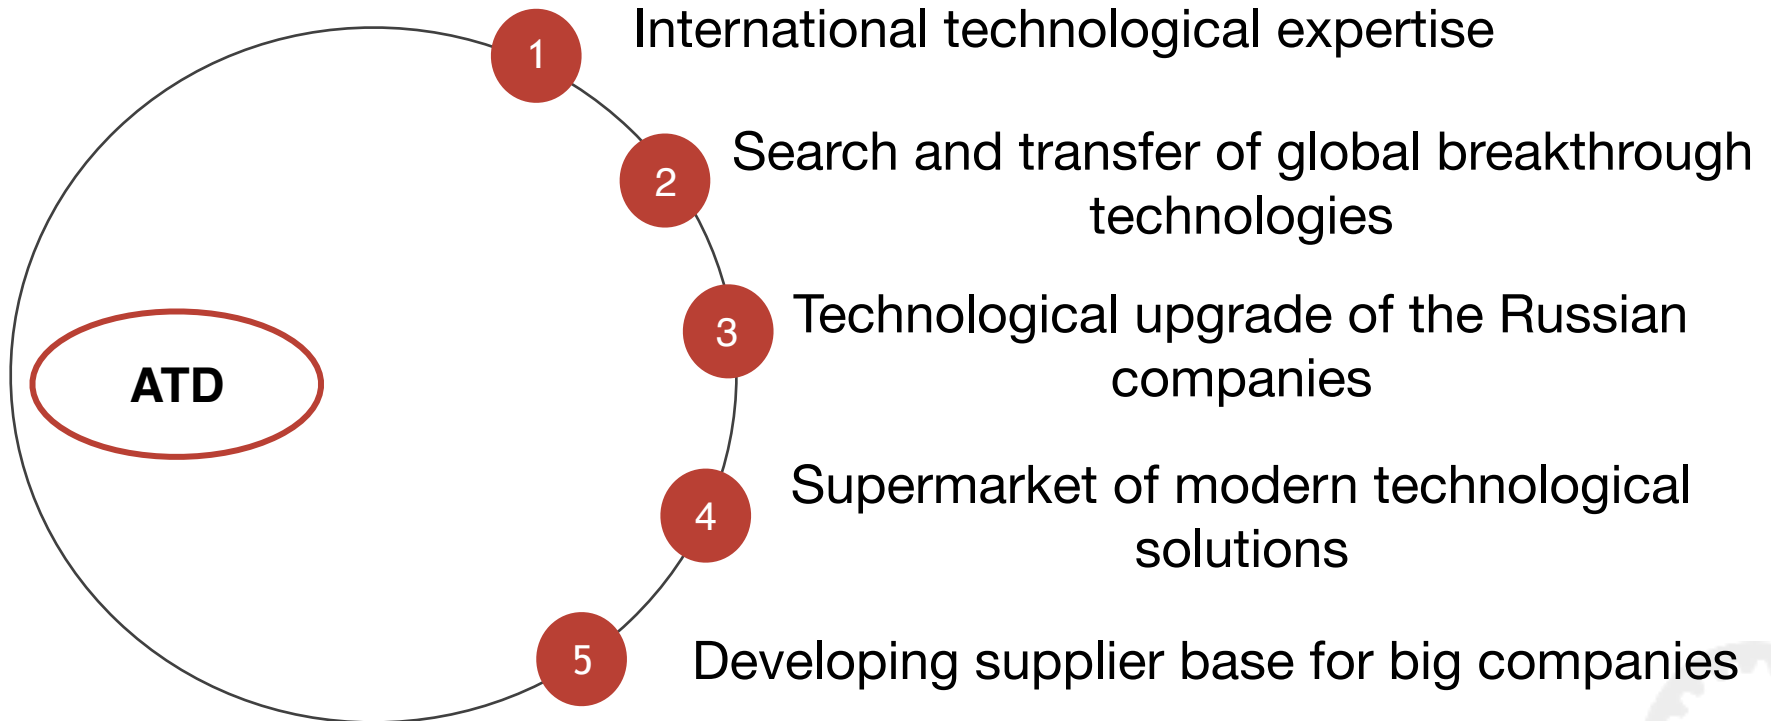 1 International technological expertise
2 Search and transfer of global breakthrough
technologies
3 Technological upgrade of the Russian
companies
ATD
4 Supermarket of modern technological
solutions
5 Developing supplier base for big companies